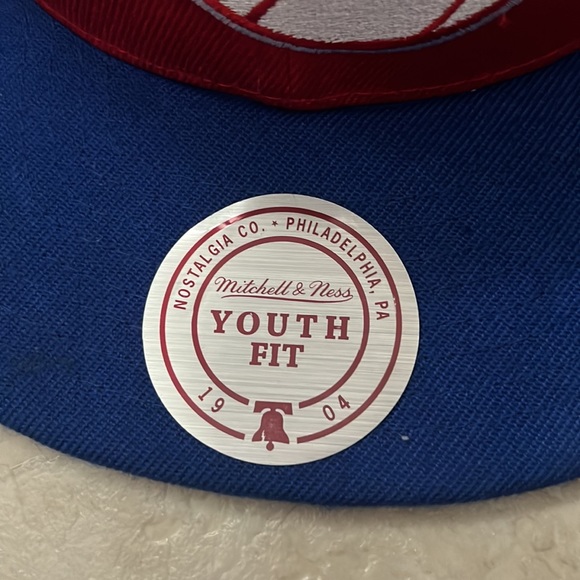 NOSTALGIA CO. ★ PHILADELPHIA, PA
Mitchell & Ness
YOUTH
FIT
19 04